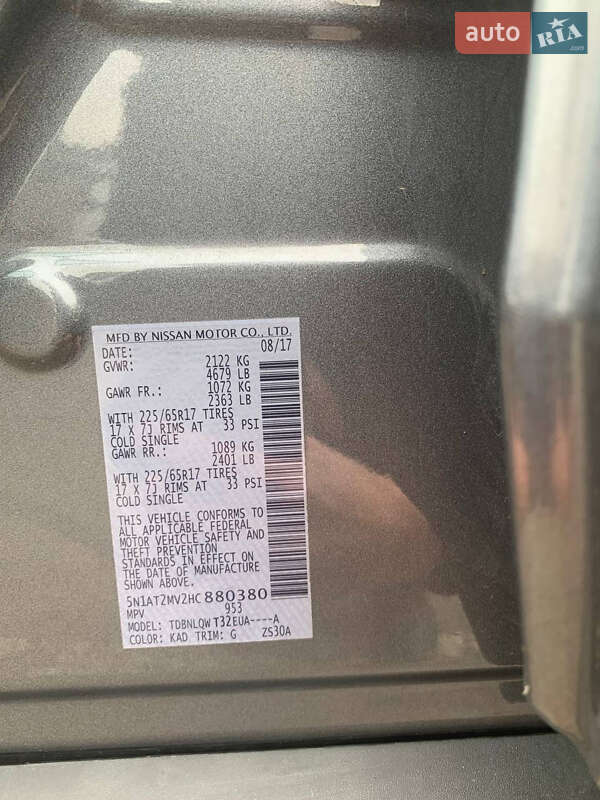 auto RIA
.com
MFD BY NISSAN MOTOR CO., LTD.
DATE: 08/17
GVWR: 2122 KG
4679 LB
GAWR FR.: 1072 KG
2363 LB
WITH 225/65R17 TIRES
17 X 7J RIMS AT 33 PSI
COLD SINGLE
GAWR RR.: 1089 KG
2401 LB
WITH 225/65R17 TIRES
17 X 7J RIMS AT 33 PSI
COLD SINGLE
THIS VEHICLE CONFORMS TO
ALL APPLICABLE FEDERAL
MOTOR VEHICLE SAFETY AND
THEFT PREVENTION
STANDARDS IN EFFECT ON
THE DATE OF MANUFACTURE
SHOWN ABOVE.
5N1AT2MV2HC880380
MPV 953
MODEL: TDBNLQW T32EUA----A
COLOR: KAD TRIM: G ZS30A